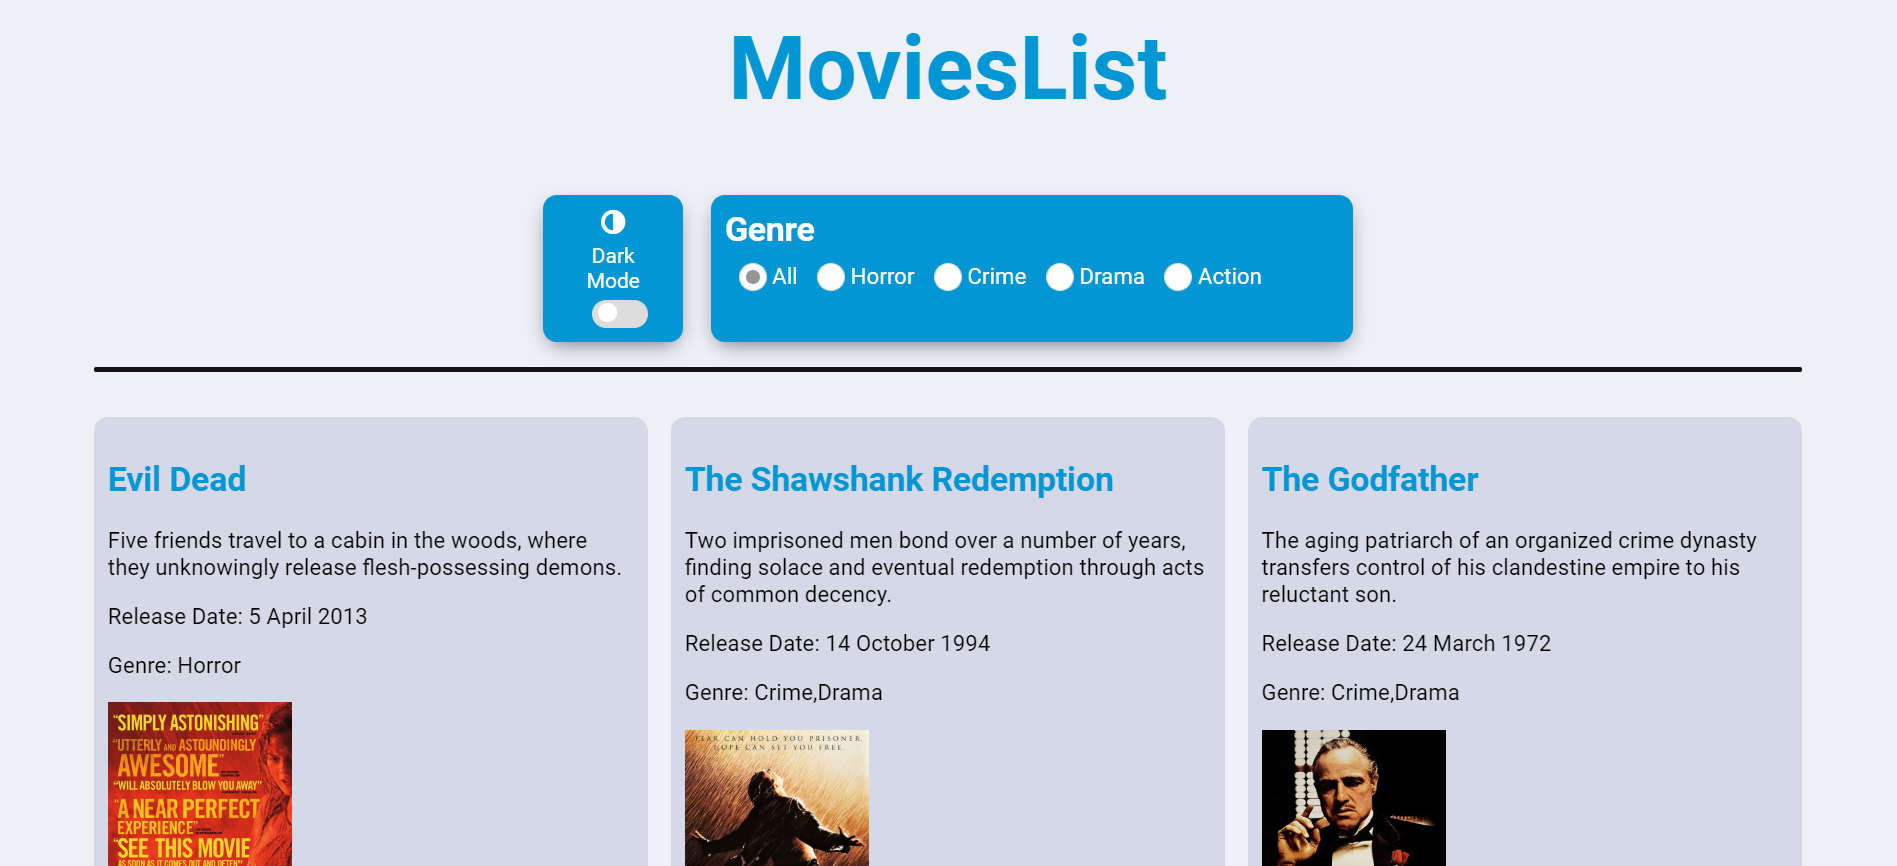 MoviesList
Dark
Mode
Genre
All Horror Crime Drama Action
Evil Dead
Five friends travel to a cabin in the woods, where
they unknowingly release flesh-possessing demons.
Release Date: 5 April 2013
Genre: Horror
"SIMPLY ASTONISHING"
"UTTERLY AND ASTOUNDINGLY
AWESOME"
"WILL ABSOLUTELY BLOW YOU AWAY"
"A NEAR PERFECT
EXPERIENCE"
"SEE THIS MOVIE
AS SOON AS IT COMES OUT AND OFTEN"
The Shawshank Redemption
Two imprisoned men bond over a number of years,
finding solace and eventual redemption through acts
of common decency.
Release Date: 14 October 1994
Genre: Crime,Drama
FEAR CAN HOLD YOU PRISONER.
HOPE CAN SET YOU FREE.
The Godfather
The aging patriarch of an organized crime dynasty
transfers control of his clandestine empire to his
reluctant son.
Release Date: 24 March 1972
Genre: Crime,Drama